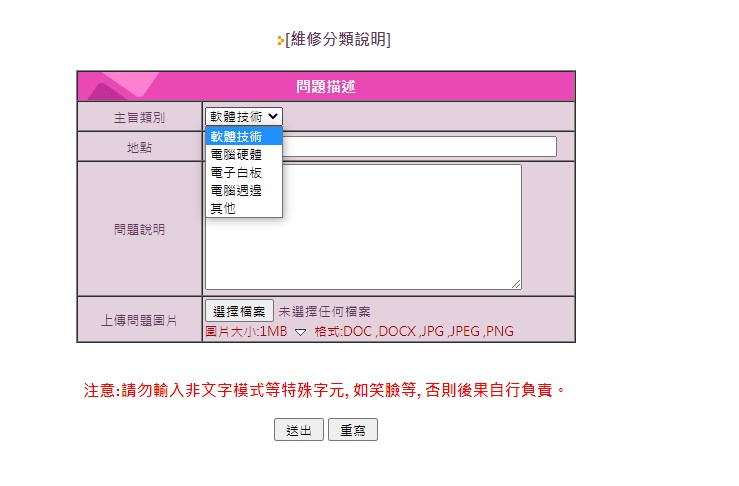 [維修分類說明]
問題描述
主旨類別
軟體技術
軟體技術
電腦硬體
電子白板
電腦週邊
其他
地點
問題說明
上傳問題圖片
選擇檔案 未選擇任何檔案
圖片大小:1MB ▽ 格式:DOC ,DOCX ,JPG ,JPEG ,PNG
注意:請勿輸入非文字模式等特殊字元, 如笑臉等, 否則後果自行負責。
送出 重寫